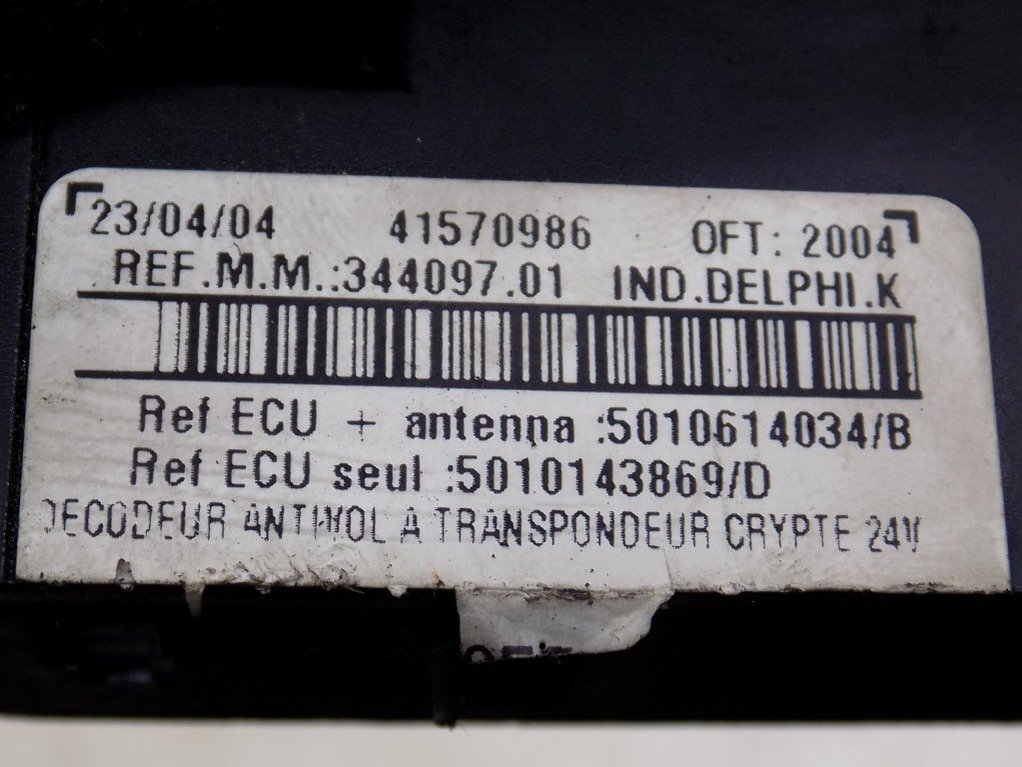 23/04/04 41570986 OFT: 2004
REF.M.M.:344097.01 IND.DELPHI.K
Ref ECU + antenna :5010614034/B
Ref ECU seul :5010143869/D
DECODEUR ANTIVOL A TRANSPONDEUR CRYPTE 24V